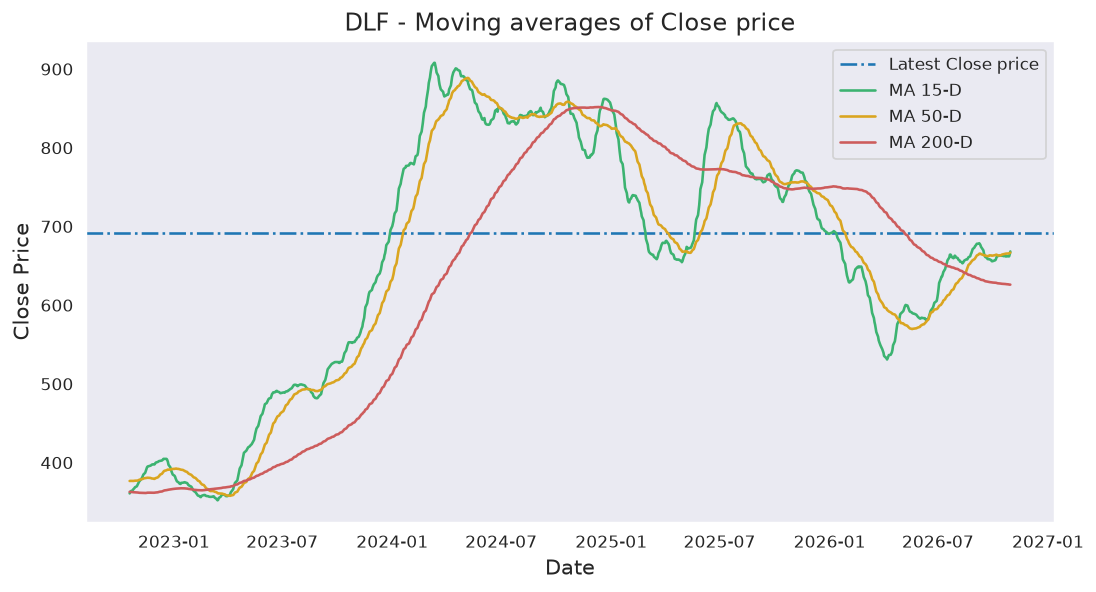 DLF - Moving averages of Close price
Latest Close price
MA 15-D
MA 50-D
MA 200-D
900
800
700
600
500
400
Close Price
2023-01 2023-07 2024-01 2024-07 2025-01 2025-07 2026-01 2026-07 2027-01
Date